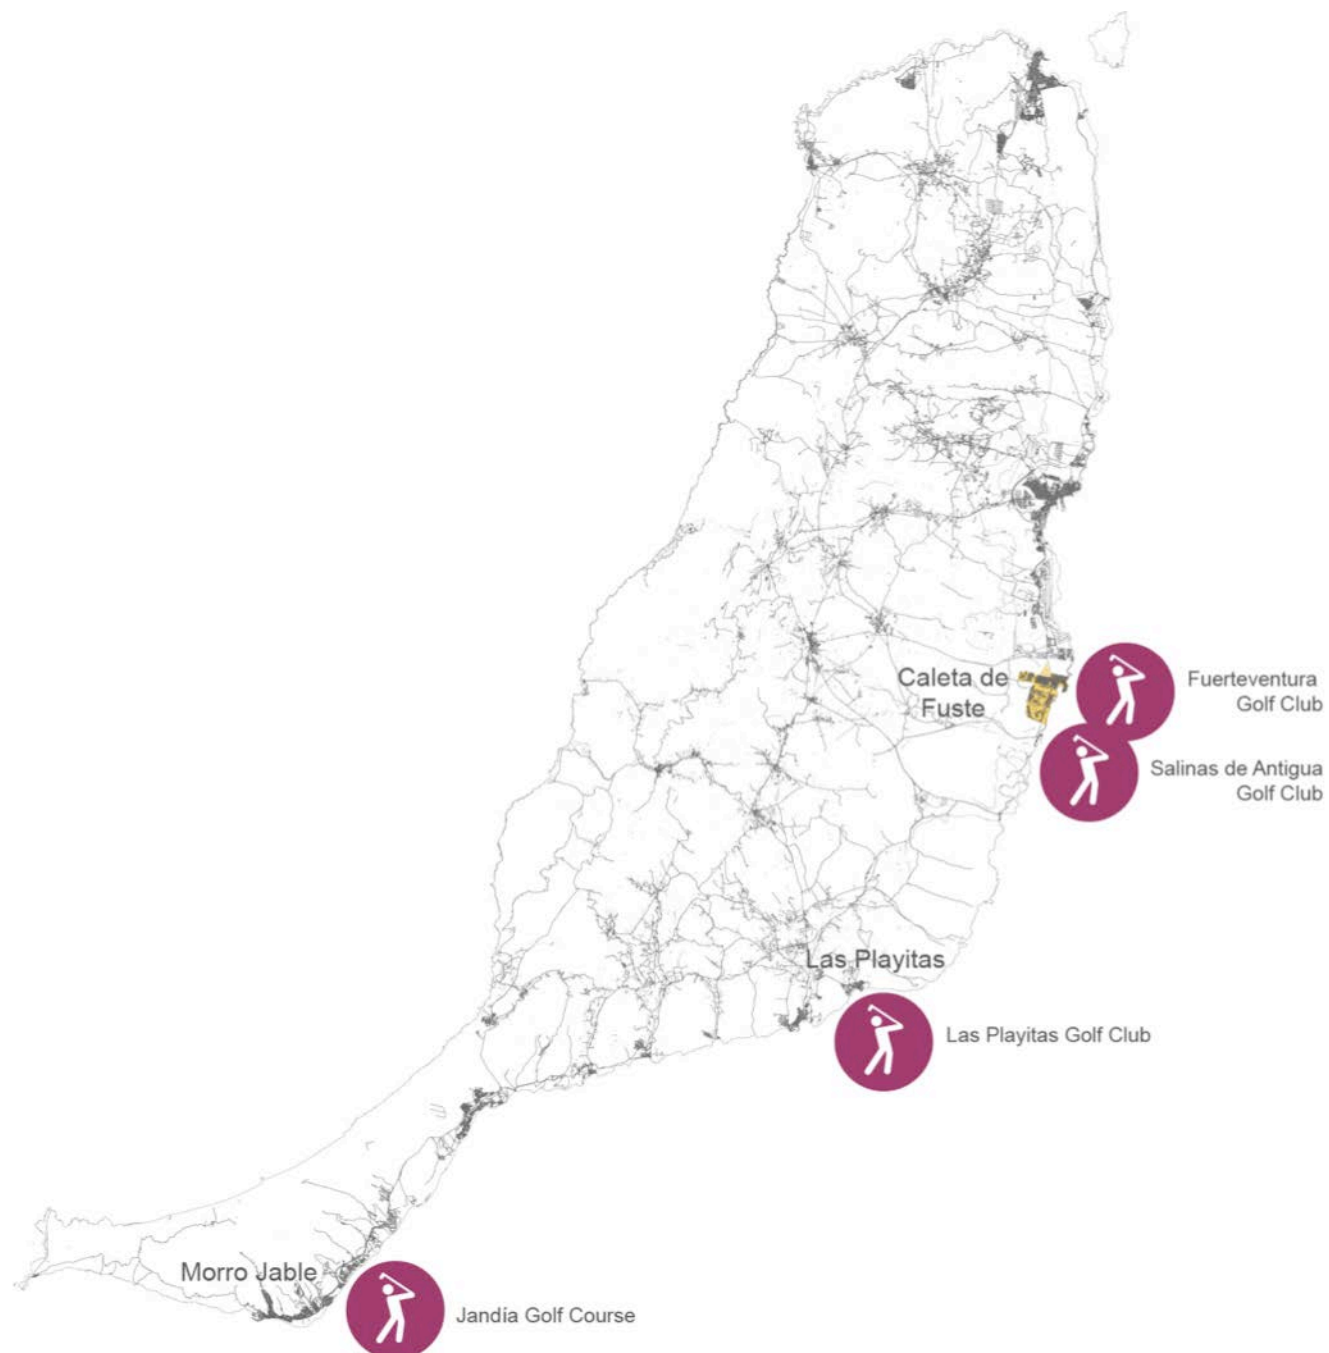 Caleta de
Fuste
Fuerteventura
Golf Club
Salinas de Antigua
Golf Club
Las Playitas
Las Playitas Golf Club
Morro Jable
Jandía Golf Course